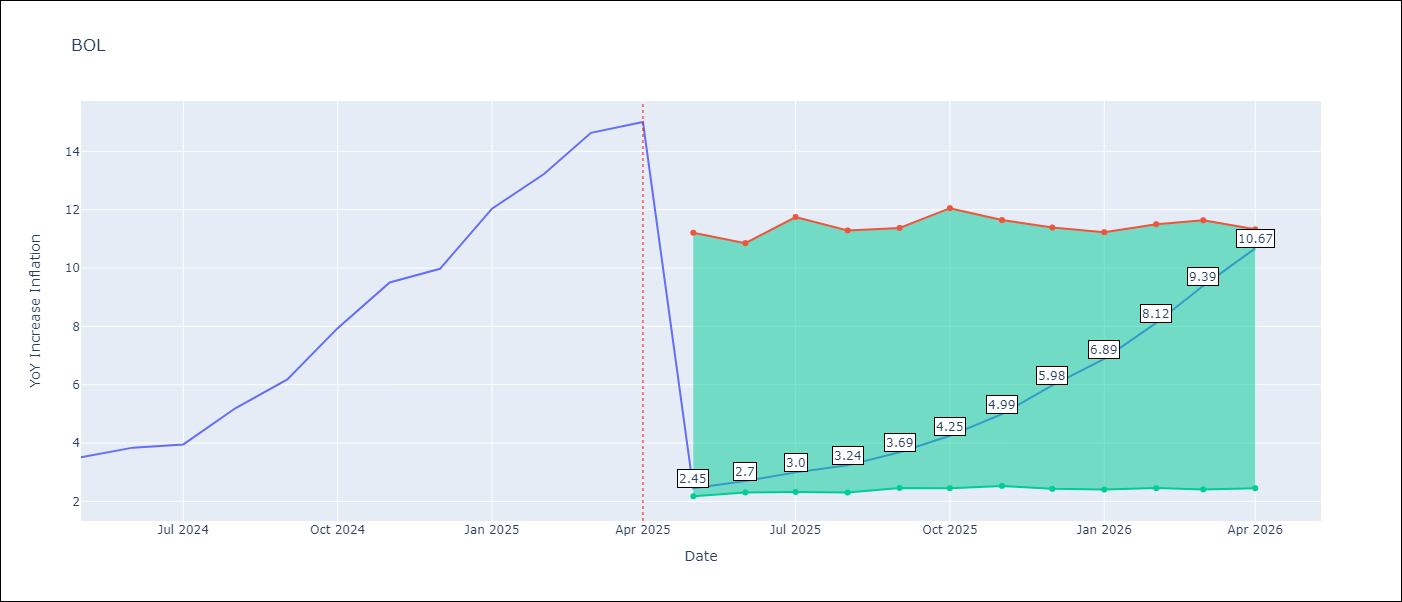 BOL
YoY Increase Inflation
14
12
10
8
6
4
2
2.45
2.7
3.0
3.24
3.69
4.25
4.99
5.98
6.89
8.12
9.39
10.67
Jul 2024
Oct 2024
Jan 2025
Apr 2025
Jul 2025
Oct 2025
Jan 2026
Apr 2026
Date